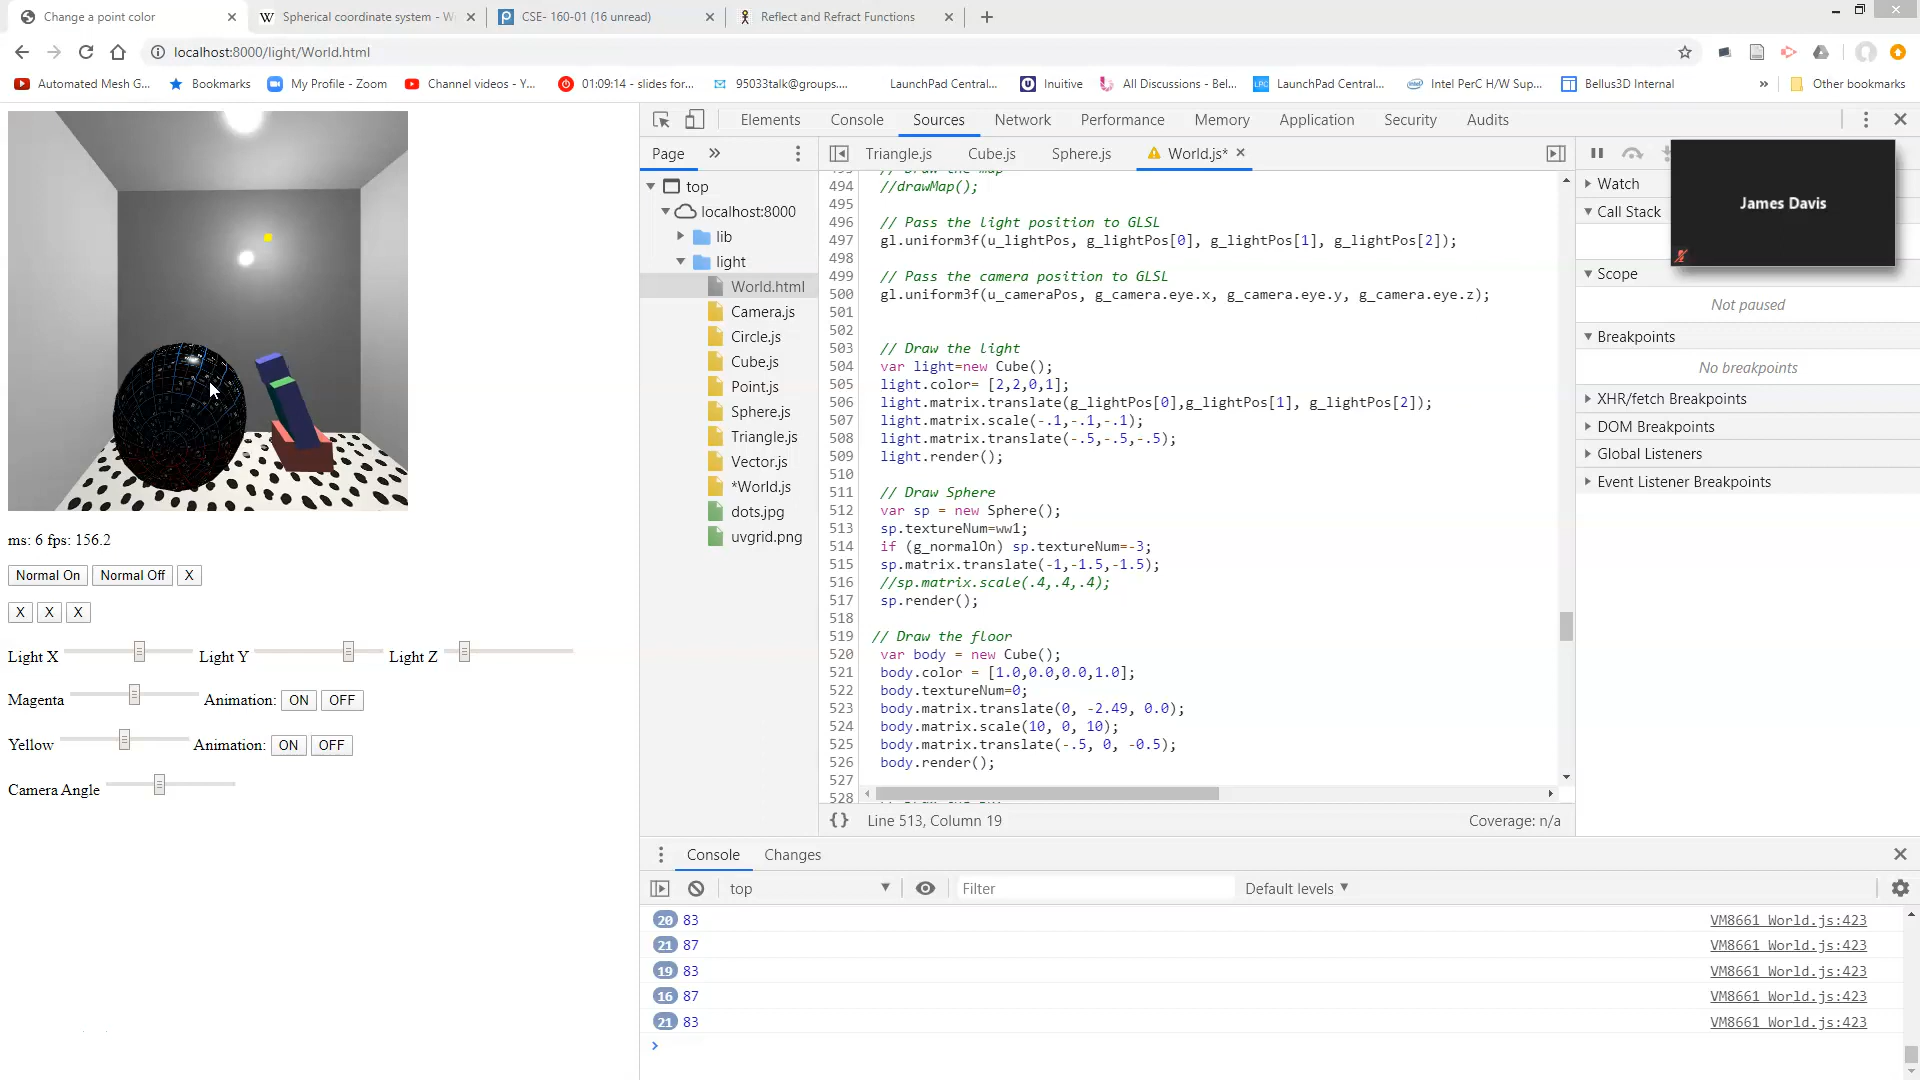 Change a point color
Spherical coordinate system - W
CSE- 160-01 (16 unread)
Reflect and Refract Functions
localhost:8000/light/World.html
Automated Mesh G...
Bookmarks
My Profile - Zoom
Channel videos - Y...
01:09:14 - slides for...
95033talk@groups....
LaunchPad Central...
Inuitive
All Discussions - Bel...
LaunchPad Central...
Intel PerC H/W Sup...
Bellus3D Internal
»
Other bookmarks
Elements Console Sources Network Performance Memory Application Security Audits
Page »
Triangle.js Cube.js Sphere.js World.js*
top
localhost:8000
lib
light
World.html
Camera.js
Circle.js
Cube.js
Point.js
Sphere.js
Triangle.js
Vector.js
*World.js
dots.jpg
uvgrid.png
493 // Draw the map
494 //drawMap();
495
496 // Pass the light position to GLSL
497 gl.uniform3f(u_lightPos, g_lightPos[0], g_lightPos[1], g_lightPos[2]);
498
499 // Pass the camera position to GLSL
500 gl.uniform3f(u_cameraPos, g_camera.eye.x, g_camera.eye.y, g_camera.eye.z);
501
502
503 // Draw the light
504 var light=new Cube();
505 light.color= [2,2,0,1];
506 light.matrix.translate(g_lightPos[0],g_lightPos[1], g_lightPos[2]);
507 light.matrix.scale(-.1,-.1,-.1);
508 light.matrix.translate(-.5,-.5,-.5);
509 light.render();
510
511 // Draw Sphere
512 var sp = new Sphere();
513 sp.textureNum=ww1;
514 if (g_normalOn) sp.textureNum=-3;
515 sp.matrix.translate(-1,-1.5,-1.5);
516 //sp.matrix.scale(.4,.4,.4);
517 sp.render();
518
519 // Draw the floor
520 var body = new Cube();
521 body.color = [1.0,0.0,0.0,1.0];
522 body.textureNum=0;
523 body.matrix.translate(0, -2.49, 0.0);
524 body.matrix.scale(10, 0, 10);
525 body.matrix.translate(-.5, 0, -0.5);
526 body.render();
527
528
{} Line 513, Column 19
Coverage: n/a
Watch
Call Stack
Scope
Not paused
Breakpoints
No breakpoints
XHR/fetch Breakpoints
DOM Breakpoints
Global Listeners
Event Listener Breakpoints
James Davis
ms: 6 fps: 156.2
Normal On Normal Off X
X X X
Light X Light Y Light Z
Magenta Animation: ON OFF
Yellow Animation: ON OFF
Camera Angle
Console Changes
top Filter Default levels
20 83 VM8661 World.js:423
21 87 VM8661 World.js:423
19 83 VM8661 World.js:423
16 87 VM8661 World.js:423
21 83 VM8661 World.js:423
>